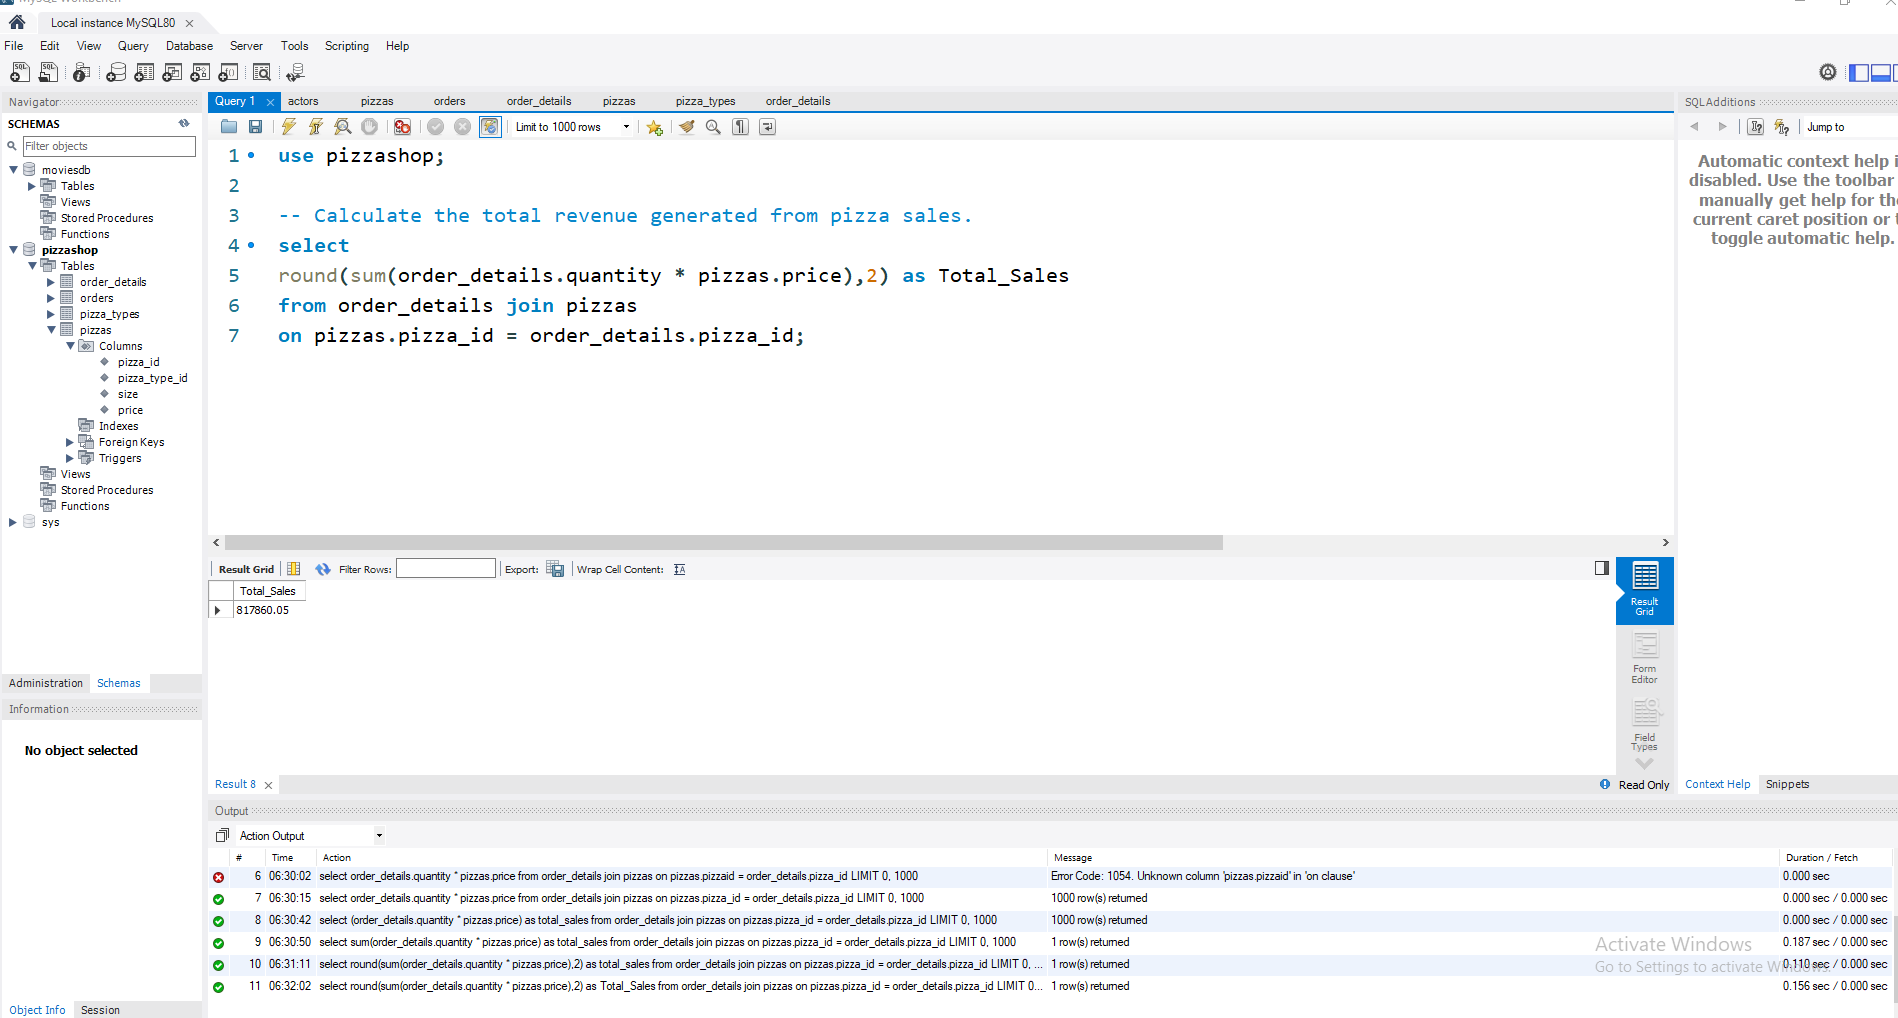 MySQL Workbench
Local instance MySQL80
File Edit View Query Database Server Tools Scripting Help
Navigator
SCHEMAS
Filter objects
moviesdb
Tables
Views
Stored Procedures
Functions
pizzashop
Tables
order_details
orders
pizza_types
pizzas
Columns
pizza_id
pizza_type_id
size
price
Indexes
Foreign Keys
Triggers
Views
Stored Procedures
Functions
sys
Administration Schemas
Information
No object selected
Object Info Session
Query 1 actors pizzas orders order_details pizzas pizza_types order_details
Limit to 1000 rows
1 use pizzashop;
2
3 -- Calculate the total revenue generated from pizza sales.
4 select
5 round(sum(order_details.quantity * pizzas.price),2) as Total_Sales
6 from order_details join pizzas
7 on pizzas.pizza_id = order_details.pizza_id;
Result Grid Filter Rows: Export: Wrap Cell Content:
Total_Sales
817860.05
Result
Grid
Form
Editor
Field
Types
Result 8
Read Only
SQLAdditions
Jump to
Automatic context help i
disabled. Use the toolbar
manually get help for the
current caret position or t
toggle automatic help.
Context Help Snippets
Output
Action Output
# Time Action Message Duration / Fetch
6 06:30:02 select order_details.quantity * pizzas.price from order_details join pizzas on pizzas.pizzaid = order_details.pizza_id LIMIT 0, 1000 Error Code: 1054. Unknown column 'pizzas.pizzaid' in 'on clause' 0.000 sec
7 06:30:15 select order_details.quantity * pizzas.price from order_details join pizzas on pizzas.pizza_id = order_details.pizza_id LIMIT 0, 1000 1000 row(s) returned 0.000 sec / 0.000 sec
8 06:30:42 select (order_details.quantity * pizzas.price) as total_sales from order_details join pizzas on pizzas.pizza_id = order_details.pizza_id LIMIT 0, 1000 1000 row(s) returned 0.000 sec / 0.000 sec
9 06:30:50 select sum(order_details.quantity * pizzas.price) as total_sales from order_details join pizzas on pizzas.pizza_id = order_details.pizza_id LIMIT 0, 1000 1 row(s) returned 0.187 sec / 0.000 sec
10 06:31:11 select round(sum(order_details.quantity * pizzas.price),2) as total_sales from order_details join pizzas on pizzas.pizza_id = order_details.pizza_id LIMIT 0, ... 1 row(s) returned 0.110 sec / 0.000 sec
11 06:32:02 select round(sum(order_details.quantity * pizzas.price),2) as Total_Sales from order_details join pizzas on pizzas.pizza_id = order_details.pizza_id LIMIT 0... 1 row(s) returned 0.156 sec / 0.000 sec
Activate Windows
Go to Settings to activate Windows.